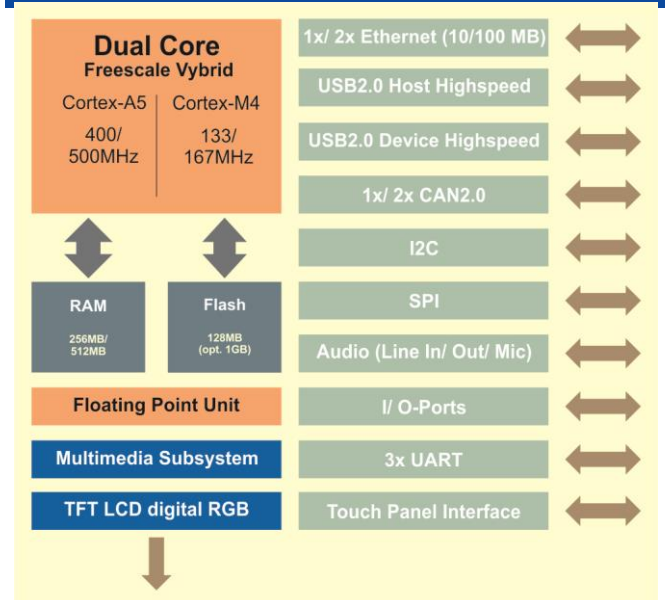 Dual Core
Freescale Vybrid
Cortex-A5
400/
500MHz
Cortex-M4
133/
167MHz
RAM
256MB/
512MB
Flash
128MB
(opt. 1GB)
Floating Point Unit
Multimedia Subsystem
TFT LCD digital RGB
1x/ 2x Ethernet (10/100 MB)
USB2.0 Host Highspeed
USB2.0 Device Highspeed
1x/ 2x CAN2.0
I2C
SPI
Audio (Line In/ Out/ Mic)
I/ O-Ports
3x UART
Touch Panel Interface